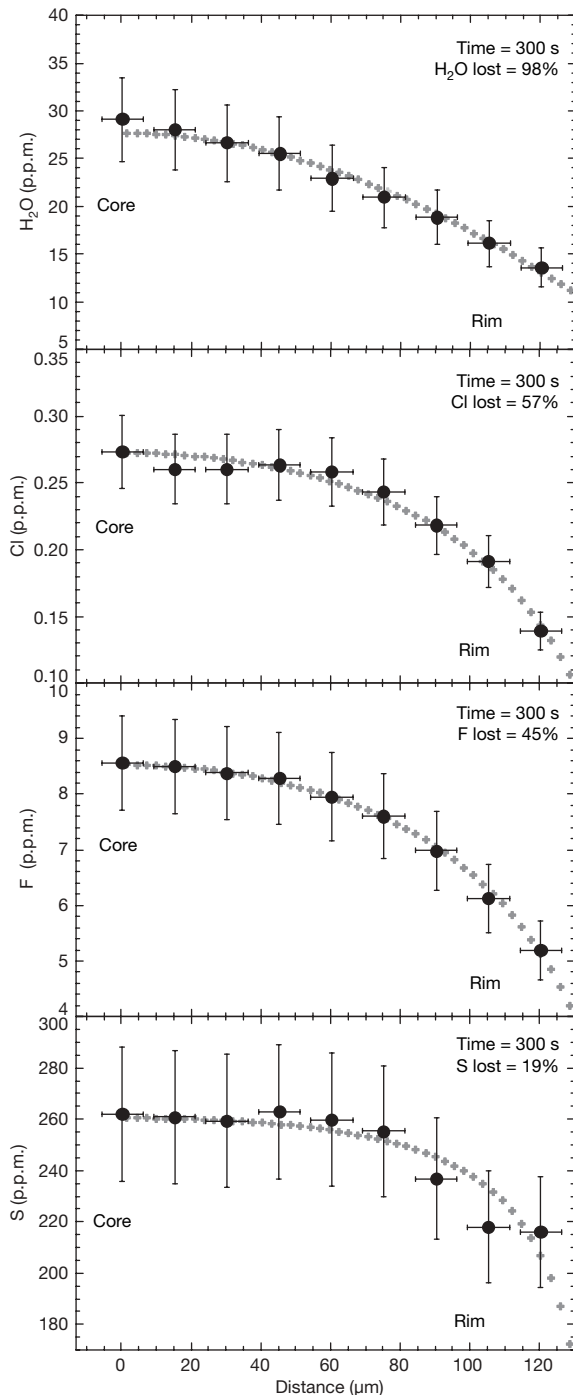 40
35
30
25
20
15
10
5
H₂O (p.p.m.)
Time = 300 s
H₂O lost = 98%
Core
Rim
0.35
0.30
0.25
0.20
0.15
0.10
Cl (p.p.m.)
Time = 300 s
Cl lost = 57%
Core
Rim
10
9
8
7
6
5
4
F (p.p.m.)
Time = 300 s
F lost = 45%
Core
Rim
300
280
260
240
220
200
180
S (p.p.m.)
Time = 300 s
S lost = 19%
Core
Rim
0 20 40 60 80 100 120
Distance (µm)